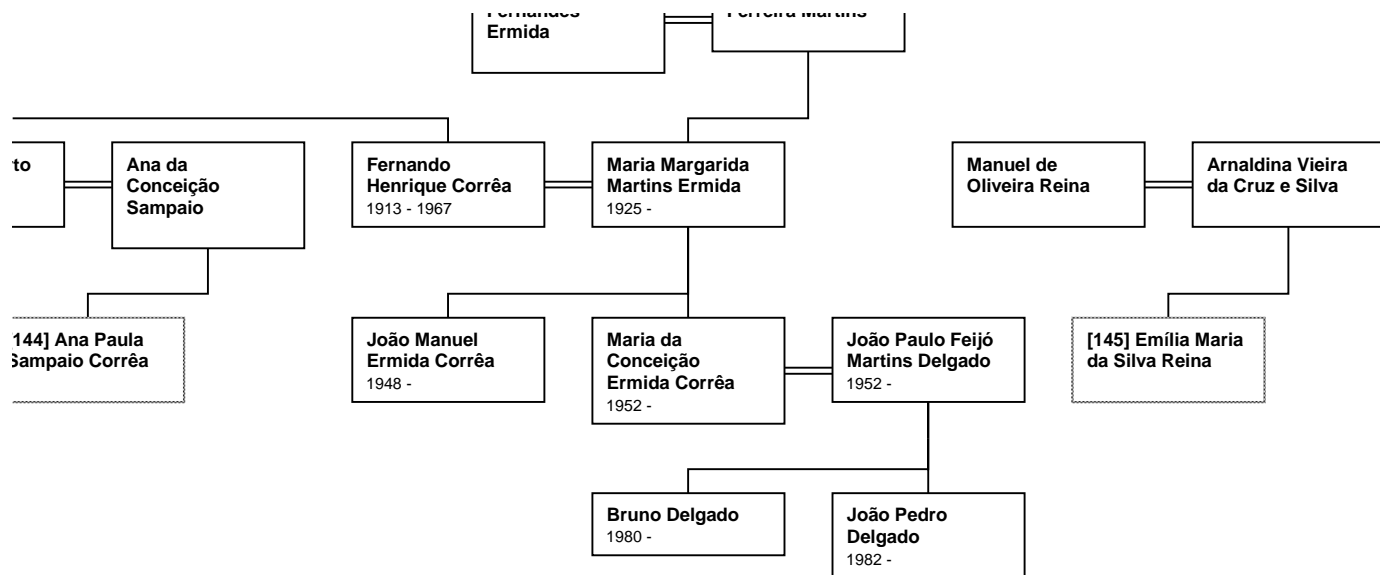 Fernandes
Ermida
Ferreira Martins
rto
Ana da
Conceição
Sampaio
Fernando
Henrique Corrêa
1913 - 1967
Maria Margarida
Martins Ermida
1925 -
Manuel de
Oliveira Reina
Arnaldina Vieira
da Cruz e Silva
[144] Ana Paula
Sampaio Corrêa
João Manuel
Ermida Corrêa
1948 -
Maria da
Conceição
Ermida Corrêa
1952 -
João Paulo Feijó
Martins Delgado
1952 -
[145] Emília Maria
da Silva Reina
Bruno Delgado
1980 -
João Pedro
Delgado
1982 -